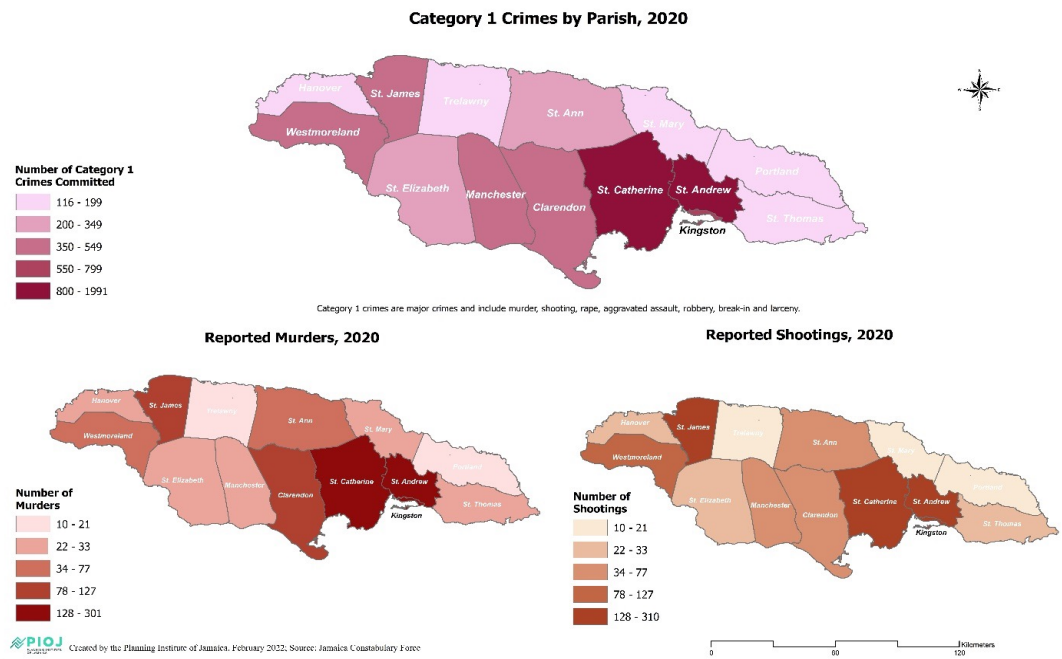 Category 1 Crimes by Parish, 2020
N
W
E
S
Hanover
St. James
Trelawny
St. Ann
St. Mary
Westmoreland
Portland
St. Elizabeth
Manchester
St. Catherine
St. Andrew
Clarendon
St. Thomas
Kingston
Number of Category 1
Crimes Committed
116 - 199
200 - 349
350 - 549
550 - 799
800 - 1991
Category 1 crimes are major crimes and include murder, shooting, rape, aggravated assault, robbery, break-in and larceny.
Reported Murders, 2020
Hanover
St. James
Trelawny
St. Ann
St. Mary
Westmoreland
Portland
St. Elizabeth
Manchester
St. Catherine
St. Andrew
Clarendon
St. Thomas
Kingston
Number of
Murders
10 - 21
22 - 33
34 - 77
78 - 127
128 - 301
Reported Shootings, 2020
Hanover
St. James
Trelawny
St. Ann
St. Mary
Westmoreland
Portland
St. Elizabeth
Manchester
St. Catherine
St. Andrew
Clarendon
St. Thomas
Kingston
Number of
Shootings
10 - 21
22 - 33
34 - 77
78 - 127
128 - 310
PIOJ
Created by the Planning Institute of Jamaica. February 2022; Source: Jamaica Constabulary Force
Kilometers
0 60 120